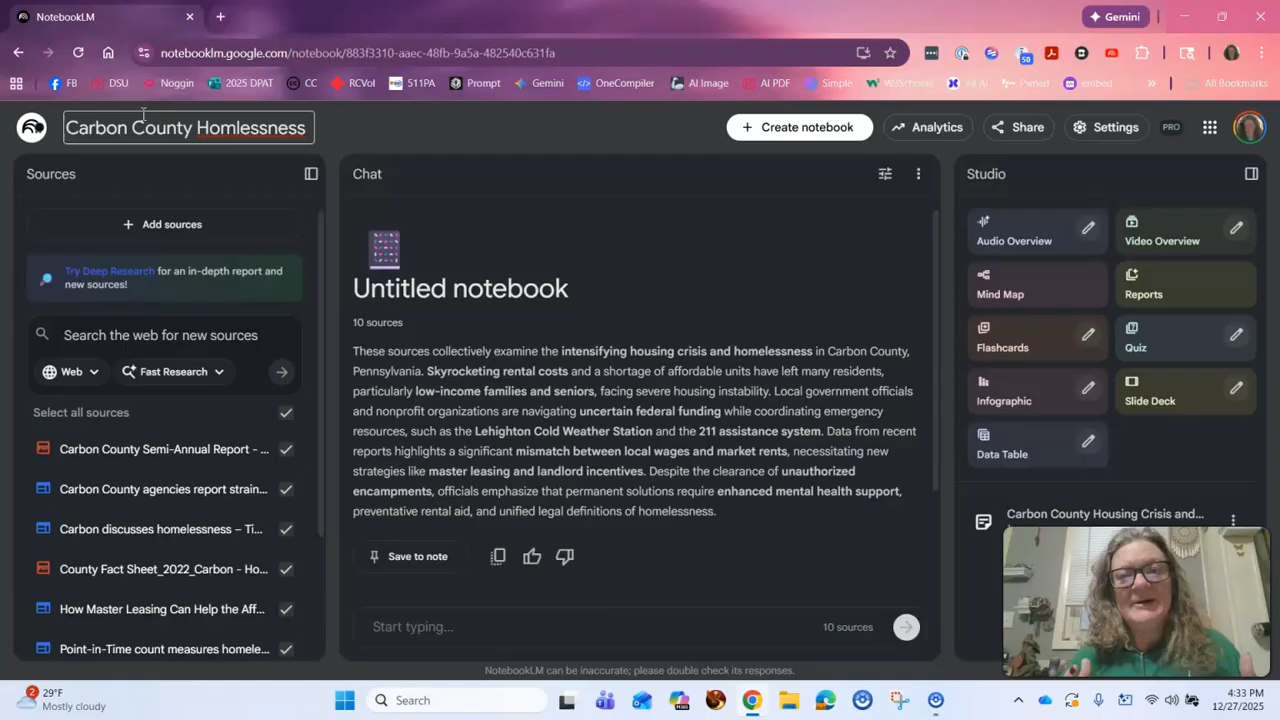 NotebookLM
Gemini
notebooklm.google.com/notebook/883f3310-aaec-48fb-9a5a-482540c631fa
50
FB
DSU
Noggin
2025 DPAT
CC
RCVol
511PA
Prompt
Gemini
OneCompiler
AI Image
AI PDF
Simple
W3Schools
All AI
Pwned
embed
All Bookmarks
Carbon County Homlessness
Create notebook
Analytics
Share
Settings
PRO
Sources
Add sources
Try Deep Research for an in-depth report and
new sources!
Search the web for new sources
Web
Fast Research
Select all sources
Carbon County Semi-Annual Report - ...
Carbon County agencies report strain...
Carbon discusses homelessness – Ti...
County Fact Sheet_2022_Carbon - Ho...
How Master Leasing Can Help the Aff...
Point-in-Time count measures homele...
Chat
Untitled notebook
10 sources
These sources collectively examine the intensifying housing crisis and homelessness in Carbon County,
Pennsylvania. Skyrocketing rental costs and a shortage of affordable units have left many residents,
particularly low-income families and seniors, facing severe housing instability. Local government officials
and nonprofit organizations are navigating uncertain federal funding while coordinating emergency
resources, such as the Lehighton Cold Weather Station and the 211 assistance system. Data from recent
reports highlights a significant mismatch between local wages and market rents, necessitating new
strategies like master leasing and landlord incentives. Despite the clearance of unauthorized
encampments, officials emphasize that permanent solutions require enhanced mental health support,
preventative rental aid, and unified legal definitions of homelessness.
Save to note
Start typing...
10 sources
NotebookLM can be inaccurate; please double check its responses.
Studio
Audio Overview
Video Overview
Mind Map
Reports
Flashcards
Quiz
Infographic
Slide Deck
Data Table
Carbon County Housing Crisis and...
2
29°F
Mostly cloudy
Search
4:33 PM
12/27/2025